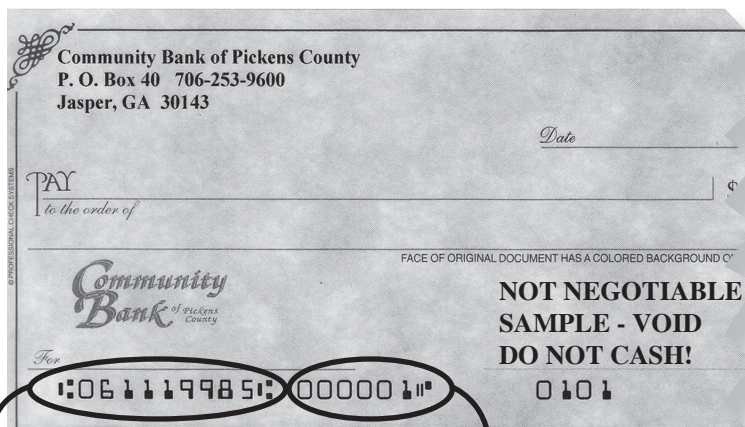 Community Bank of Pickens County
P. O. Box 40 706-253-9600
Jasper, GA 30143
Date
PAY
to the order of
¢
© PROFESSIONAL CHECK SYSTEMS
FACE OF ORIGINAL DOCUMENT HAS A COLORED BACKGROUND
Community
Bank of Pickens
County
NOT NEGOTIABLE
SAMPLE - VOID
DO NOT CASH!
For
⑆061119985⑆ 000001⑈ 0101